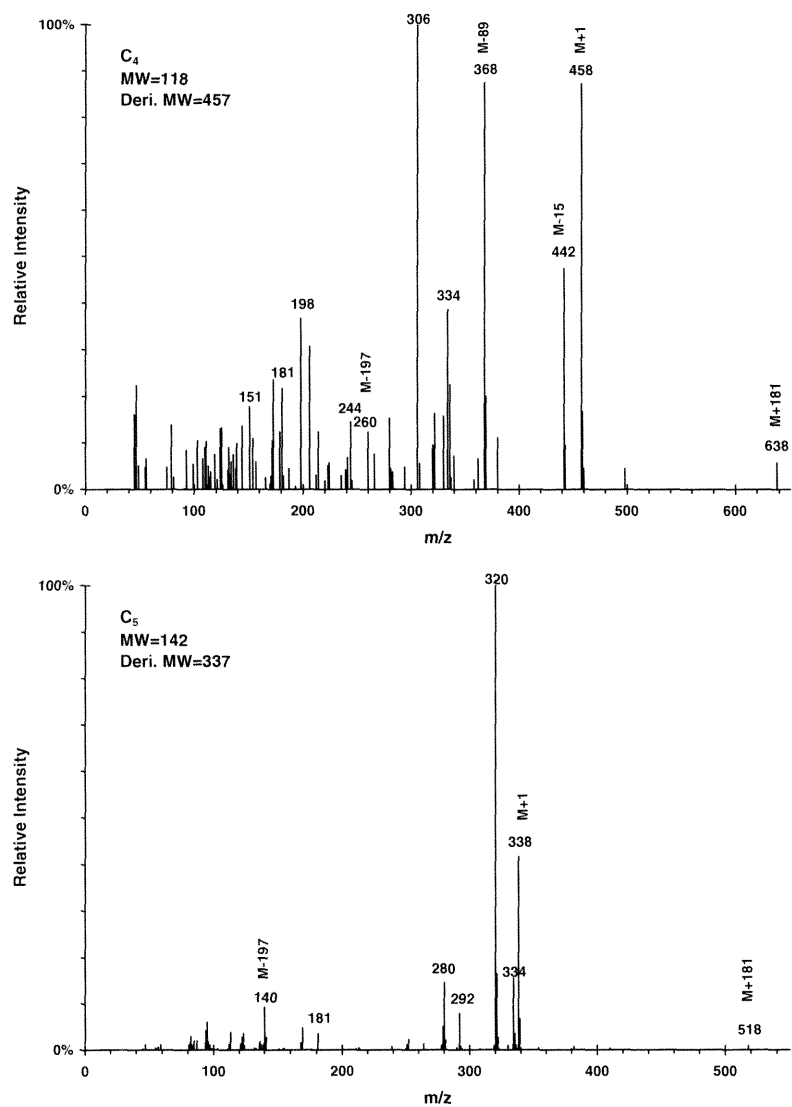 100%
306
M-89
M+1
C₄
MW=118
Deri. MW=457
368
458
M-15
442
Relative Intensity
334
198
181
M-197
151
244
260
M+181
638
0%
0
100
200
300
400
500
600
m/z
100%
320
C₅
MW=142
Deri. MW=337
M+1
338
Relative Intensity
M-197
280
334
292
140
181
M+181
518
0%
0
100
200
300
400
500
m/z